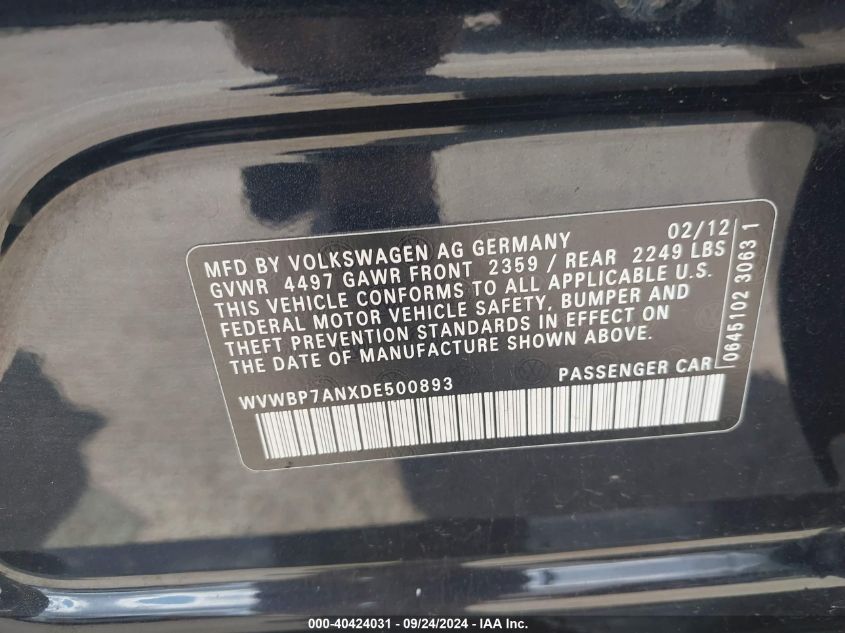 02/12
MFD BY VOLKSWAGEN AG GERMANY
GVWR 4497 GAWR FRONT 2359 / REAR 2249 LBS
THIS VEHICLE CONFORMS TO ALL APPLICABLE U.S.
FEDERAL MOTOR VEHICLE SAFETY, BUMPER AND
THEFT PREVENTION STANDARDS IN EFFECT ON
THE DATE OF MANUFACTURE SHOWN ABOVE.
WVWBP7ANXDE500893
PASSENGER CAR
0645102 3063 1
000-40424031 - 09/24/2024 - IAA Inc.